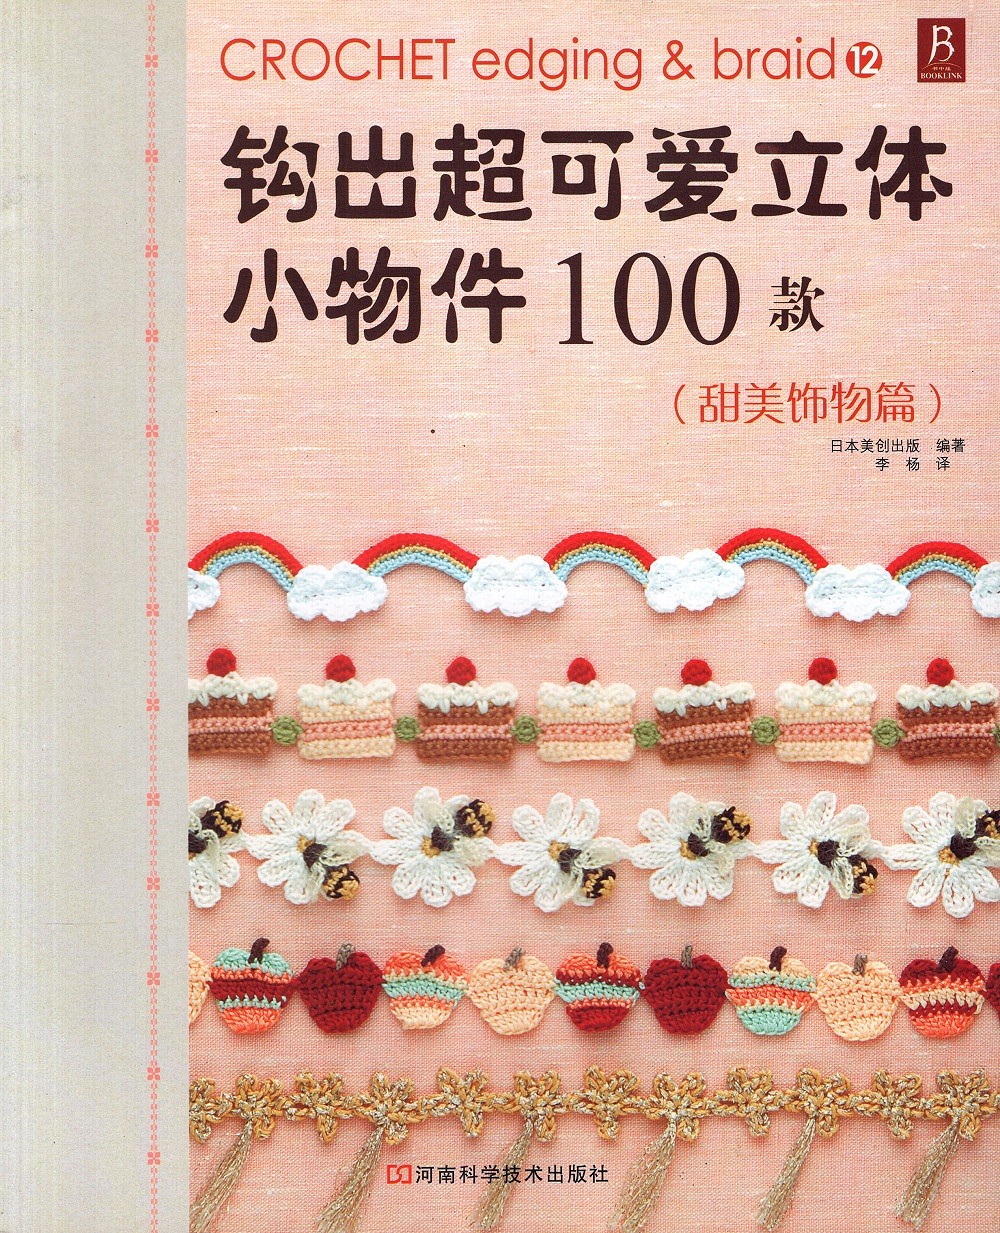 CROCHET edging & braid 12
B
BOOKLINK
钩出超可爱立体
小物件100款
（甜美饰物篇）
日本美创出版 编著
李 杨 译
河南科学技术出版社